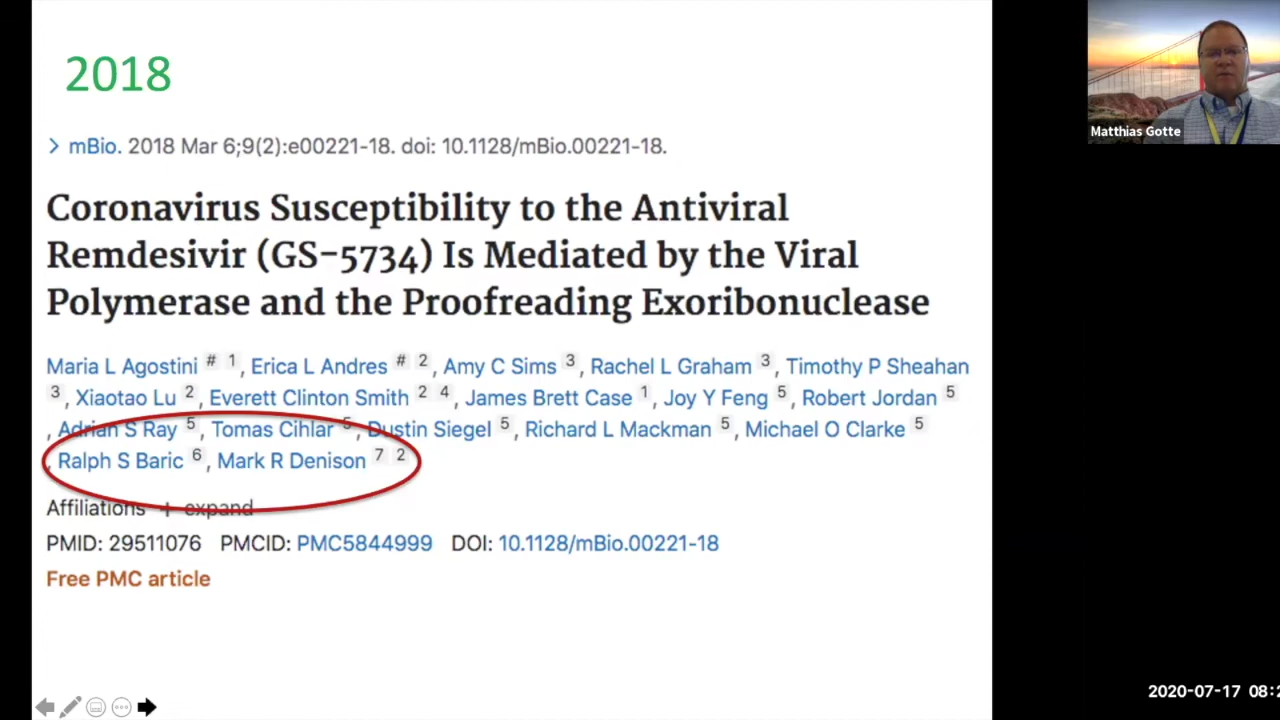 2018
> mBio. 2018 Mar 6;9(2):e00221-18. doi: 10.1128/mBio.00221-18.
Coronavirus Susceptibility to the Antiviral
Remdesivir (GS-5734) Is Mediated by the Viral
Polymerase and the Proofreading Exoribonuclease
Maria L Agostini # 1, Erica L Andres # 2, Amy C Sims 3, Rachel L Graham 3, Timothy P Sheahan
3, Xiaotao Lu 2, Everett Clinton Smith 2 4, James Brett Case 1, Joy Y Feng 5, Robert Jordan 5
, Adrian S Ray 5, Tomas Cihlar 5, Dustin Siegel 5, Richard L Mackman 5, Michael O Clarke 5
, Ralph S Baric 6, Mark R Denison 7 2
Affiliations + expand
PMID: 29511076 PMCID: PMC5844999 DOI: 10.1128/mBio.00221-18
Free PMC article
Matthias Gotte
2020-07-17 08:2